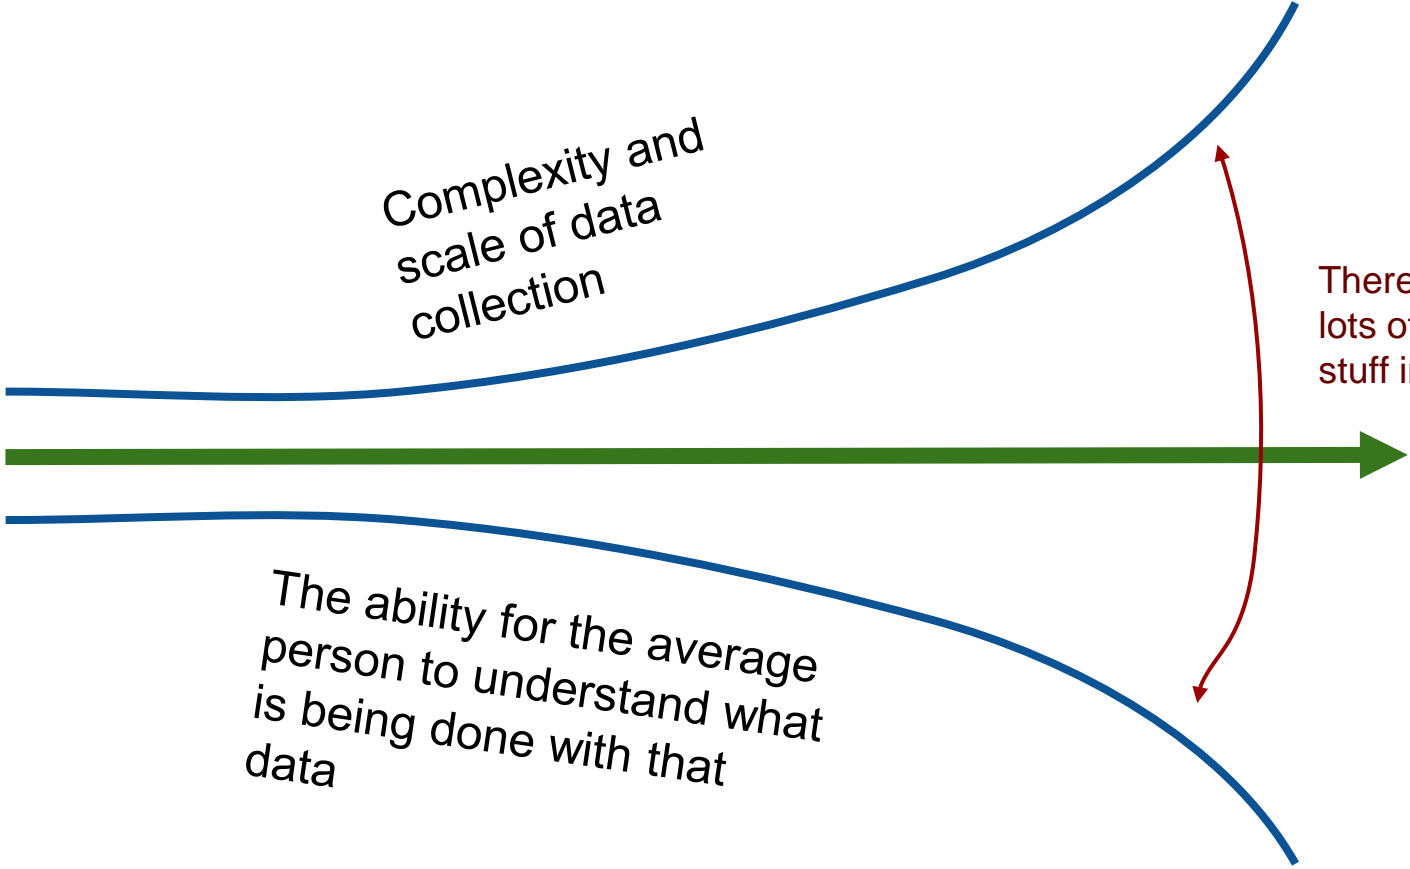 Complexity and
scale of data
collection
There
lots o
stuff i
The ability for the average
person to understand what
is being done with that
data